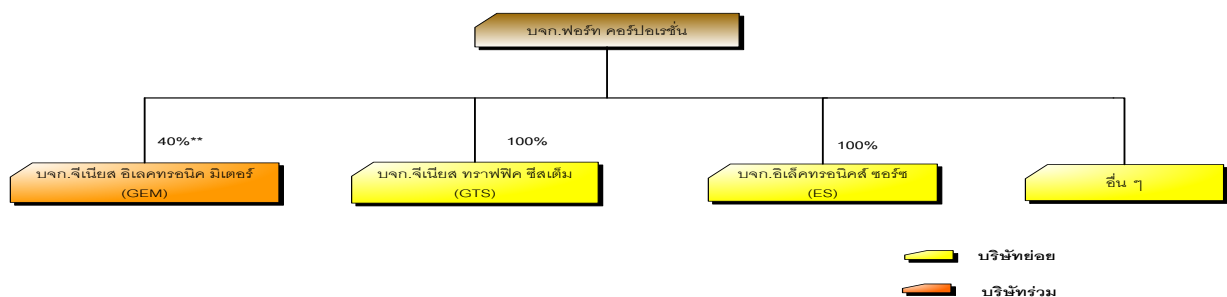 บจก.ฟอร์ท คอร์ปอเรชั่น
40%**
100%
100%
บจก.จีเนียส อิเลคทรอนิค มิเตอร์
(GEM)
บจก.จีเนียส ทราฟฟิค ซีสเต็ม
(GTS)
บจก.อิเล็คทรอนิคส์ ซอร์ซ
(ES)
อื่น ๆ
บริษัทย่อย
บริษัทร่วม